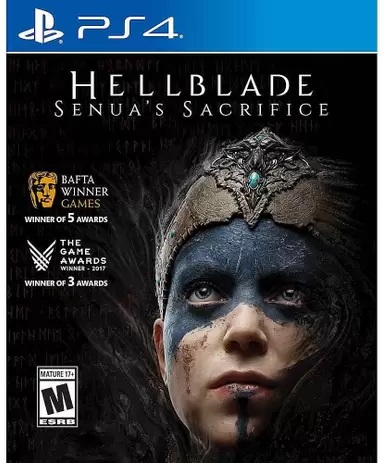 PS4
HELLBLADE
SENUA'S SACRIFICE
BAFTA
WINNER
GAMES
WINNER OF 5 AWARDS
THE
GAME
AWARDS
WINNER - 2017
WINNER OF 3 AWARDS
MATURE 17+
M
ESRB